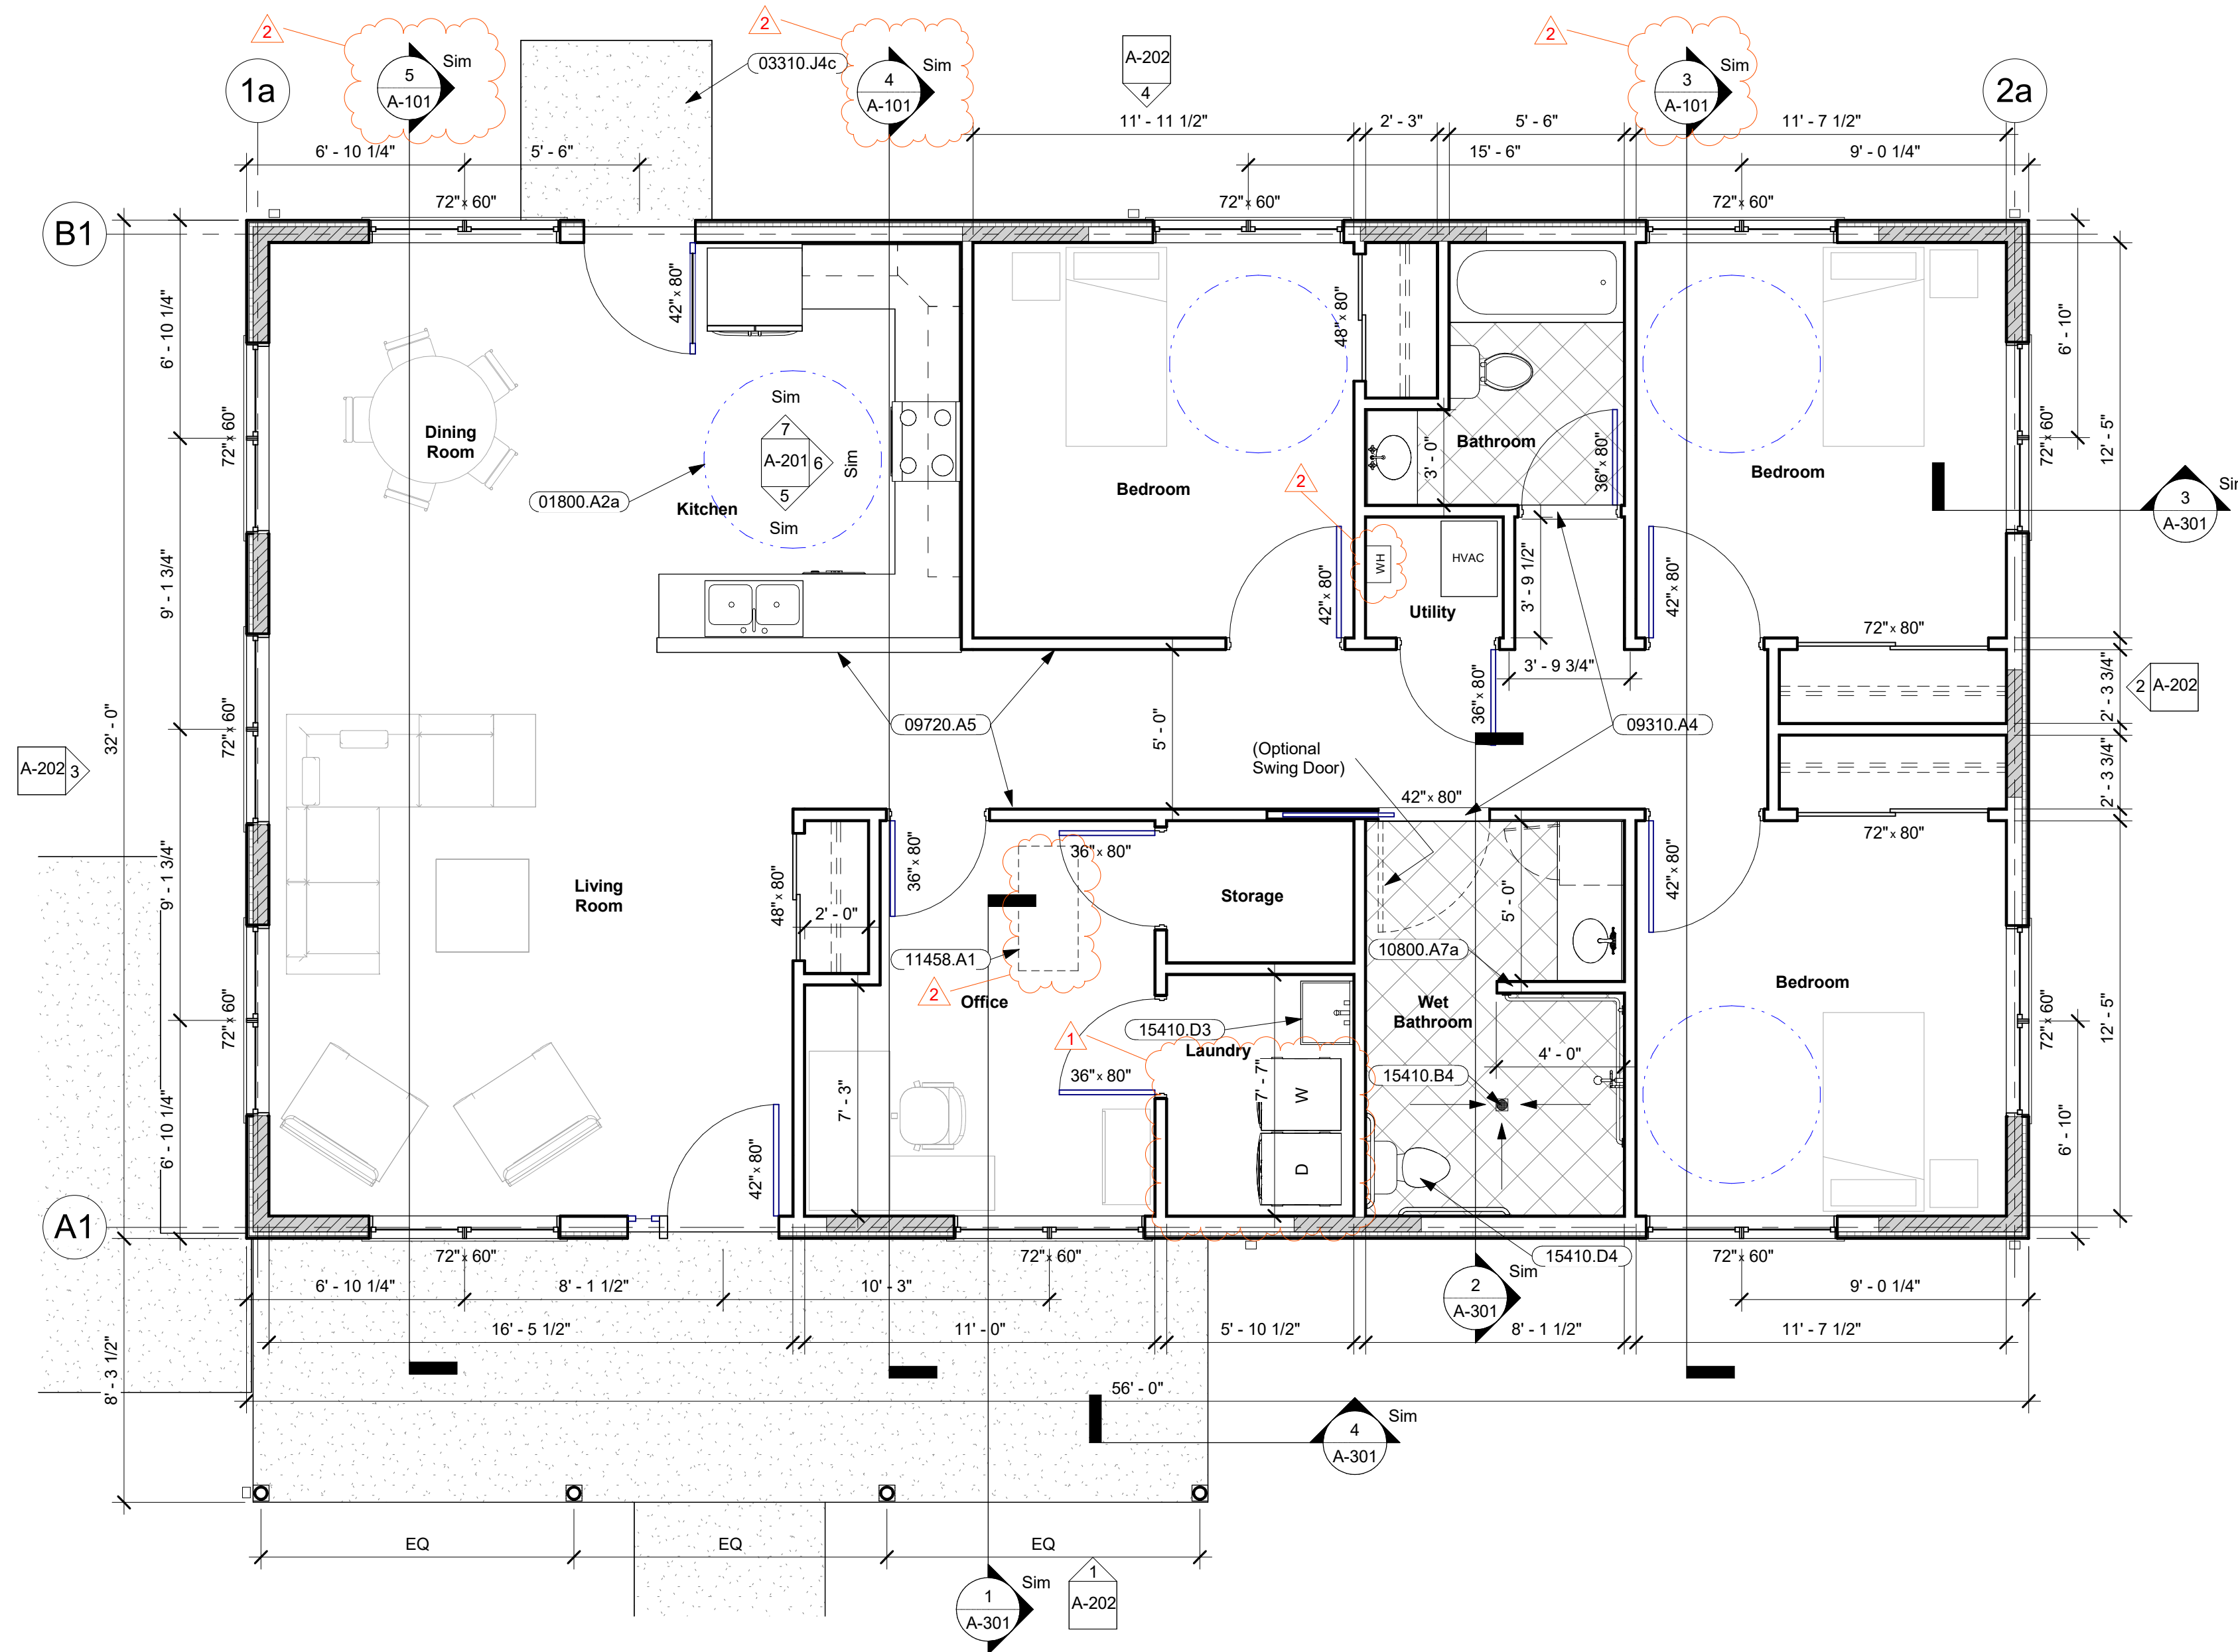 2
2
2
5
A-101
Sim
03310.J4c
4
A-101
Sim
A-202
4
3
A-101
Sim
1a
2a
11' - 11 1/2"
2' - 3"
5' - 6"
11' - 7 1/2"
6' - 10 1/4"
5' - 6"
15' - 6"
9' - 0 1/4"
72" x 60"
72" x 60"
72" x 60"
B1
6' - 10 1/4"
42" x 80"
48" x 80"
6' - 10"
Dining
Room
Sim
7
A-201
6
Sim
5
Sim
01800.A2a
Kitchen
72" x 60"
Bedroom
3' - 0"
Bathroom
36" x 80"
Bedroom
72" x 60"
12' - 5"
2
3
A-301
Sim
WH
HVAC
Utility
3' - 9 1/2"
42" x 80"
42" x 80"
9' - 1 3/4"
72" x 80"
3' - 9 3/4"
36" x 80"
2' - 3 3/4"
2
A-202
32' - 0"
72" x 60"
09720.A5
5' - 0"
09310.A4
(Optional
Swing Door)
A-202
3
2' - 3 3/4"
42" x 80"
72" x 80"
9' - 1 3/4"
36" x 80"
36" x 80"
Living
Room
48" x 80"
2' - 0"
Storage
5' - 0"
42" x 80"
11458.A1
2
Office
10800.A7a
Bedroom
Wet
Bathroom
72" x 60"
72" x 60"
12' - 5"
1
15410.D3
Laundry
4' - 0"
36" x 80"
7' - 7"
W
D
15410.B4
7' - 3"
6' - 10 1/4"
42" x 80"
6' - 10"
A1
72" x 60"
72" x 60"
15410.D4
72" x 60"
6' - 10 1/4"
8' - 1 1/2"
10' - 3"
2
A-301
Sim
9' - 0 1/4"
16' - 5 1/2"
11' - 0"
5' - 10 1/2"
8' - 1 1/2"
11' - 7 1/2"
8' - 3 1/2"
56' - 0"
4
A-301
Sim
EQ
EQ
EQ
1
A-301
Sim
1
A-202